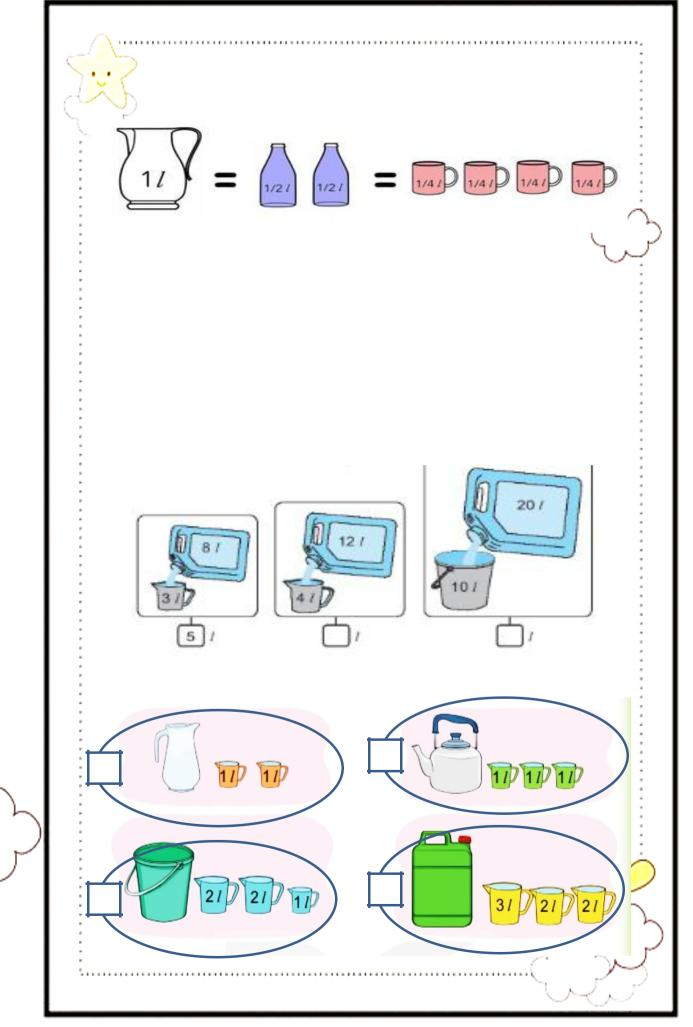 1 l = 1/2 l 1/2 l = 1/4 l 1/4 l 1/4 l 1/4 l
8 l 12 l 20 l
3 l 4 l 10 l
5 l l l
1 l 1 l 1 l 1 l 1 l
2 l 2 l 1 l 3 l 2 l 2 l